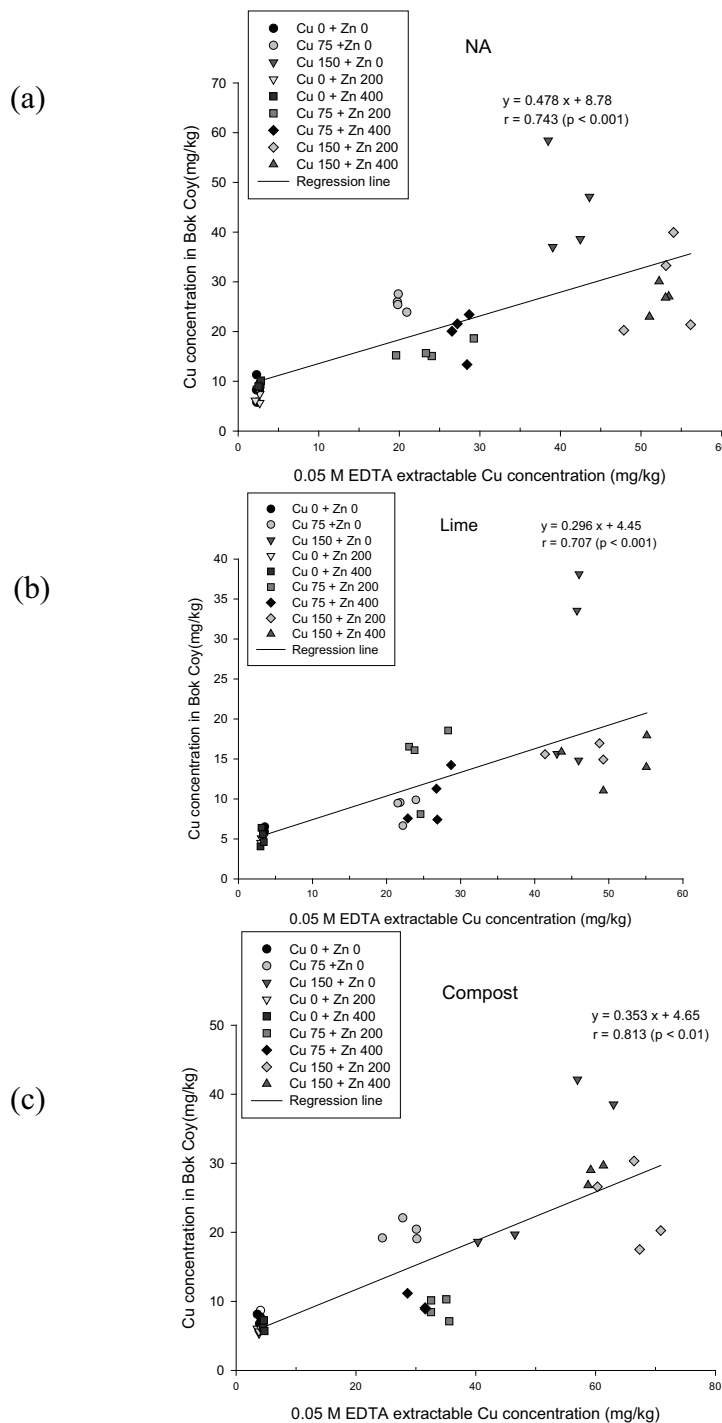 (a)
Cu 0 + Zn 0
Cu 75 +Zn 0
Cu 150 + Zn 0
Cu 0 + Zn 200
Cu 0 + Zn 400
Cu 75 + Zn 200
Cu 75 + Zn 400
Cu 150 + Zn 200
Cu 150 + Zn 400
Regression line
NA
y = 0.478 x + 8.78
r = 0.743 (p < 0.001)
Cu concentration in Bok Coy(mg/kg)
70
60
50
40
30
20
10
0
0 10 20 30 40 50 60
0.05 M EDTA extractable Cu concentration (mg/kg)
(b)
Cu 0 + Zn 0
Cu 75 +Zn 0
Cu 150 + Zn 0
Cu 0 + Zn 200
Cu 0 + Zn 400
Cu 75 + Zn 200
Cu 75 + Zn 400
Cu 150 + Zn 200
Cu 150 + Zn 400
Regression line
Lime
y = 0.296 x + 4.45
r = 0.707 (p < 0.001)
Cu concentration in Bok Coy(mg/kg)
40
35
30
25
20
15
10
5
0
0 10 20 30 40 50 60
0.05 M EDTA extractable Cu concentration (mg/kg)
(c)
Cu 0 + Zn 0
Cu 75 +Zn 0
Cu 150 + Zn 0
Cu 0 + Zn 200
Cu 0 + Zn 400
Cu 75 + Zn 200
Cu 75 + Zn 400
Cu 150 + Zn 200
Cu 150 + Zn 400
Regression line
Compost
y = 0.353 x + 4.65
r = 0.813 (p < 0.01)
Cu concentration in Bok Coy(mg/kg)
50
40
30
20
10
0
0 20 40 60 80
0.05 M EDTA extractable Cu concentration (mg/kg)